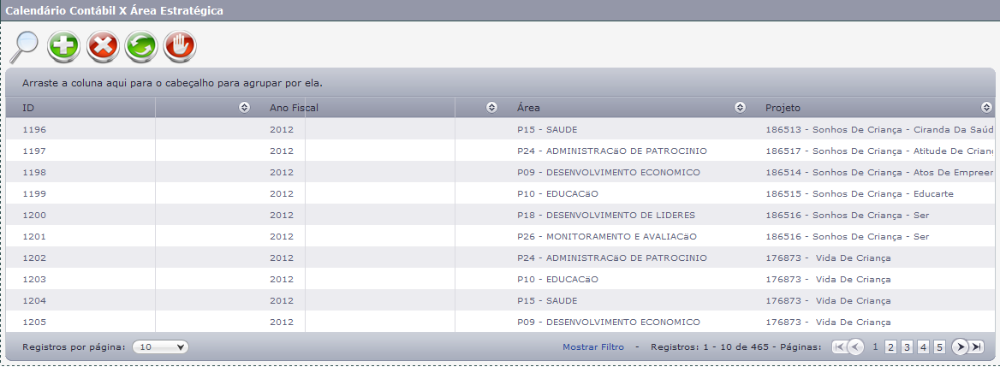 Calendário Contábil X Área Estratégica
Arraste a coluna aqui para o cabeçalho para agrupar por ela.
ID Ano Fiscal Área Projeto
1196 2012 P15 - SAUDE 186513 - Sonhos De Criança - Ciranda Da Saúd
1197 2012 P24 - ADMINISTRACäO DE PATROCINIO 186517 - Sonhos De Criança - Atitude De Crianç
1198 2012 P09 - DESENVOLVIMENTO ECONOMICO 186514 - Sonhos De Criança - Atos De Empreer
1199 2012 P10 - EDUCACäO 186515 - Sonhos De Criança - Educarte
1200 2012 P18 - DESENVOLVIMENTO DE LIDERES 186516 - Sonhos De Criança - Ser
1201 2012 P26 - MONITORAMENTO E AVALIACäO 186516 - Sonhos De Criança - Ser
1202 2012 P24 - ADMINISTRACäO DE PATROCINIO 176873 - Vida De Criança
1203 2012 P10 - EDUCACäO 176873 - Vida De Criança
1204 2012 P15 - SAUDE 176873 - Vida De Criança
1205 2012 P09 - DESENVOLVIMENTO ECONOMICO 176873 - Vida De Criança
Registros por página: 10 Mostrar Filtro - Registros: 1 - 10 de 465 - Páginas: 1 2 3 4 5